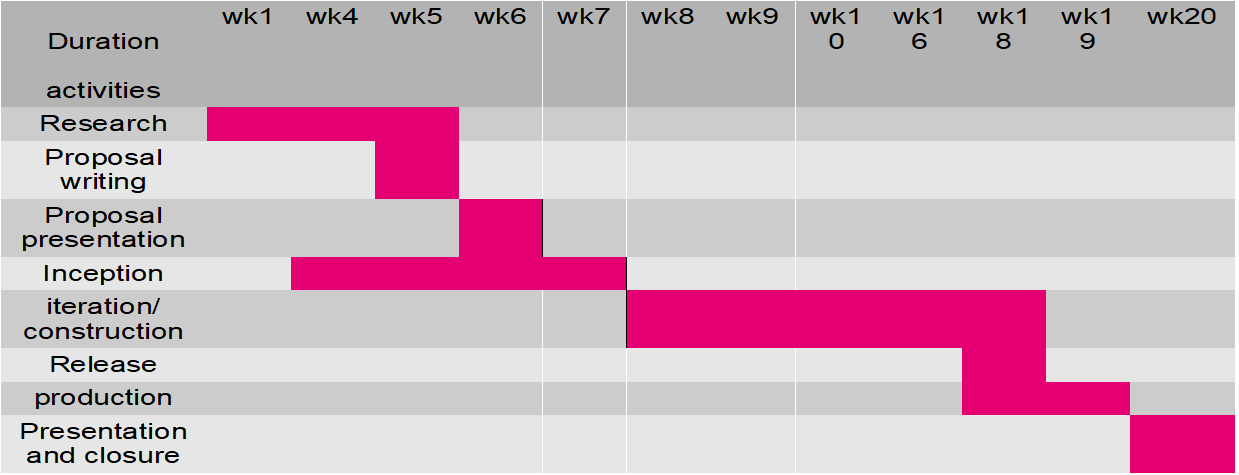 wk1 wk4 wk5 wk6 wk7 wk8 wk9 wk1 wk1 wk1 wk1 wk20
Duration 0 6 8 9
activities
Research
Proposal
writing
Proposal
presentation
Inception
iteration/
construction
Release
production
Presentation
and closure